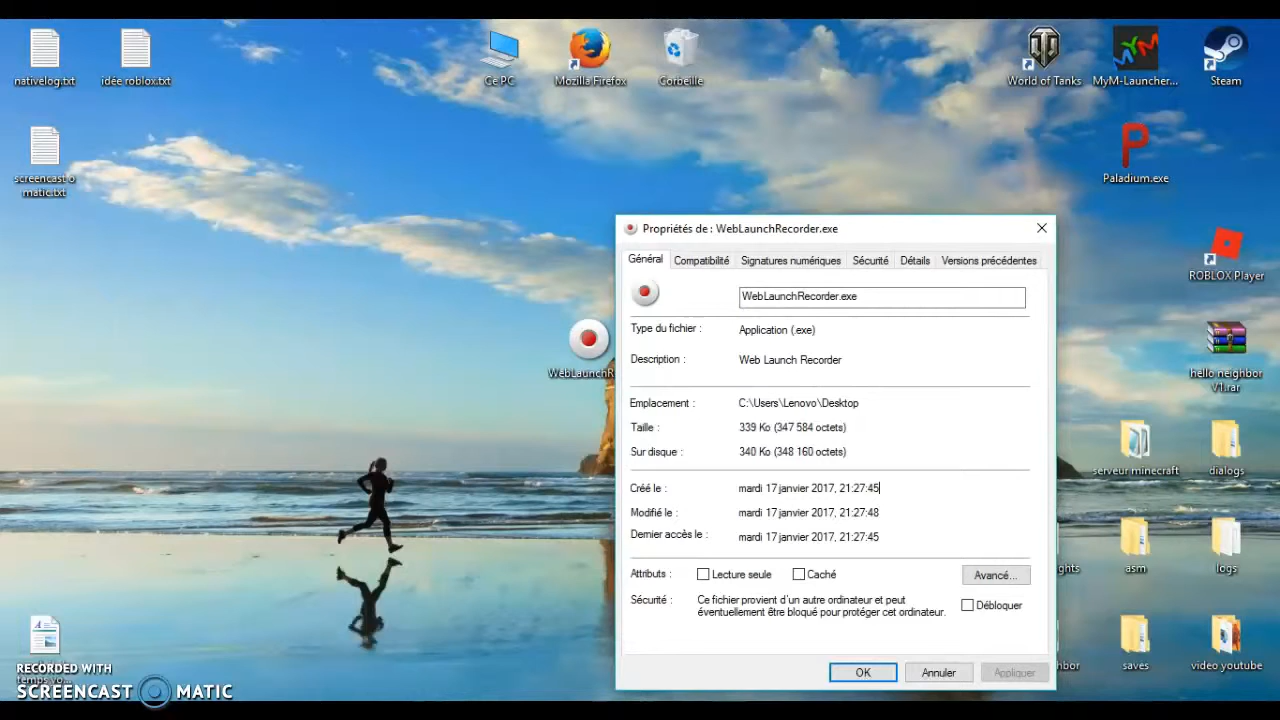 nativelog.txt
idee roblox.txt
Ce PC
Mozilla Firefox
Corbeille
World of Tanks
MyM-Launcher...
Steam
screencast o
matic.txt
Paladium.exe
ROBLOX Player
WebLaunchR
hello neighbor
V1.rar
serveur minecraft
dialogs
ghts
asm
logs
bor
saves
video youtube
Propriétés de : WebLaunchRecorder.exe
Général
Compatibilité
Signatures numériques
Sécurité
Détails
Versions précédentes
WebLaunchRecorder.exe
Type du fichier :
Application (.exe)
Description :
Web Launch Recorder
Emplacement :
C:\Users\Lenovo\Desktop
Taille :
339 Ko (347 584 octets)
Sur disque :
340 Ko (348 160 octets)
Créé le :
mardi 17 janvier 2017, 21:27:45
Modifié le :
mardi 17 janvier 2017, 21:27:48
Dernier accès le :
mardi 17 janvier 2017, 21:27:45
Attributs :
Lecture seule
Caché
Avancé...
Sécurité :
Ce fichier provient d'un autre ordinateur et peut
éventuellement être bloqué pour protéger cet ordinateur.
Débloquer
OK
Annuler
Appliquer
RECORDED WITH
SCREENCAST MATIC